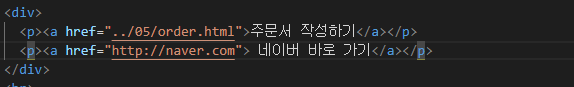 <div>
<p><a href="../05/order.html">주문서 작성하기</a></p>
<p><a href="http://naver.com"> 네이버 바로 가기</a></p>
</div>